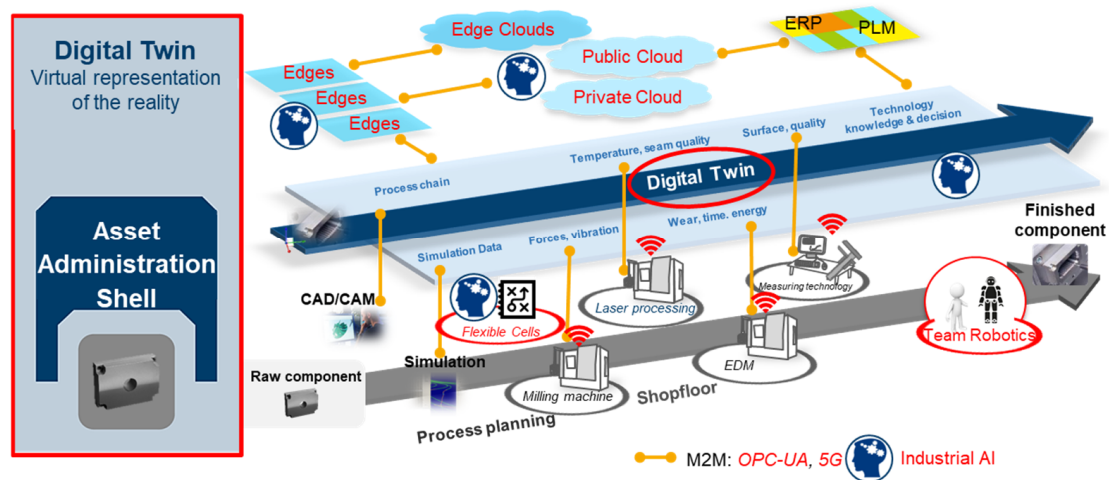 Digital Twin
Virtual representation
of the reality
Asset
Administration
Shell
Edge Clouds
Edges
Edges
Edges
Public Cloud
Private Cloud
ERP
PLM
Process chain
Temperature, seam quality
Surface, quality
Technology
knowledge & decision
Digital Twin
Simulation Data
Forces, vibration
Wear, time. energy
CAD/CAM
Flexible Cells
Laser processing
Measuring technology
Finished
component
Simulation
Raw component
Milling machine
EDM
Team Robotics
Process planning
Shopfloor
M2M: OPC-UA, 5G
Industrial AI